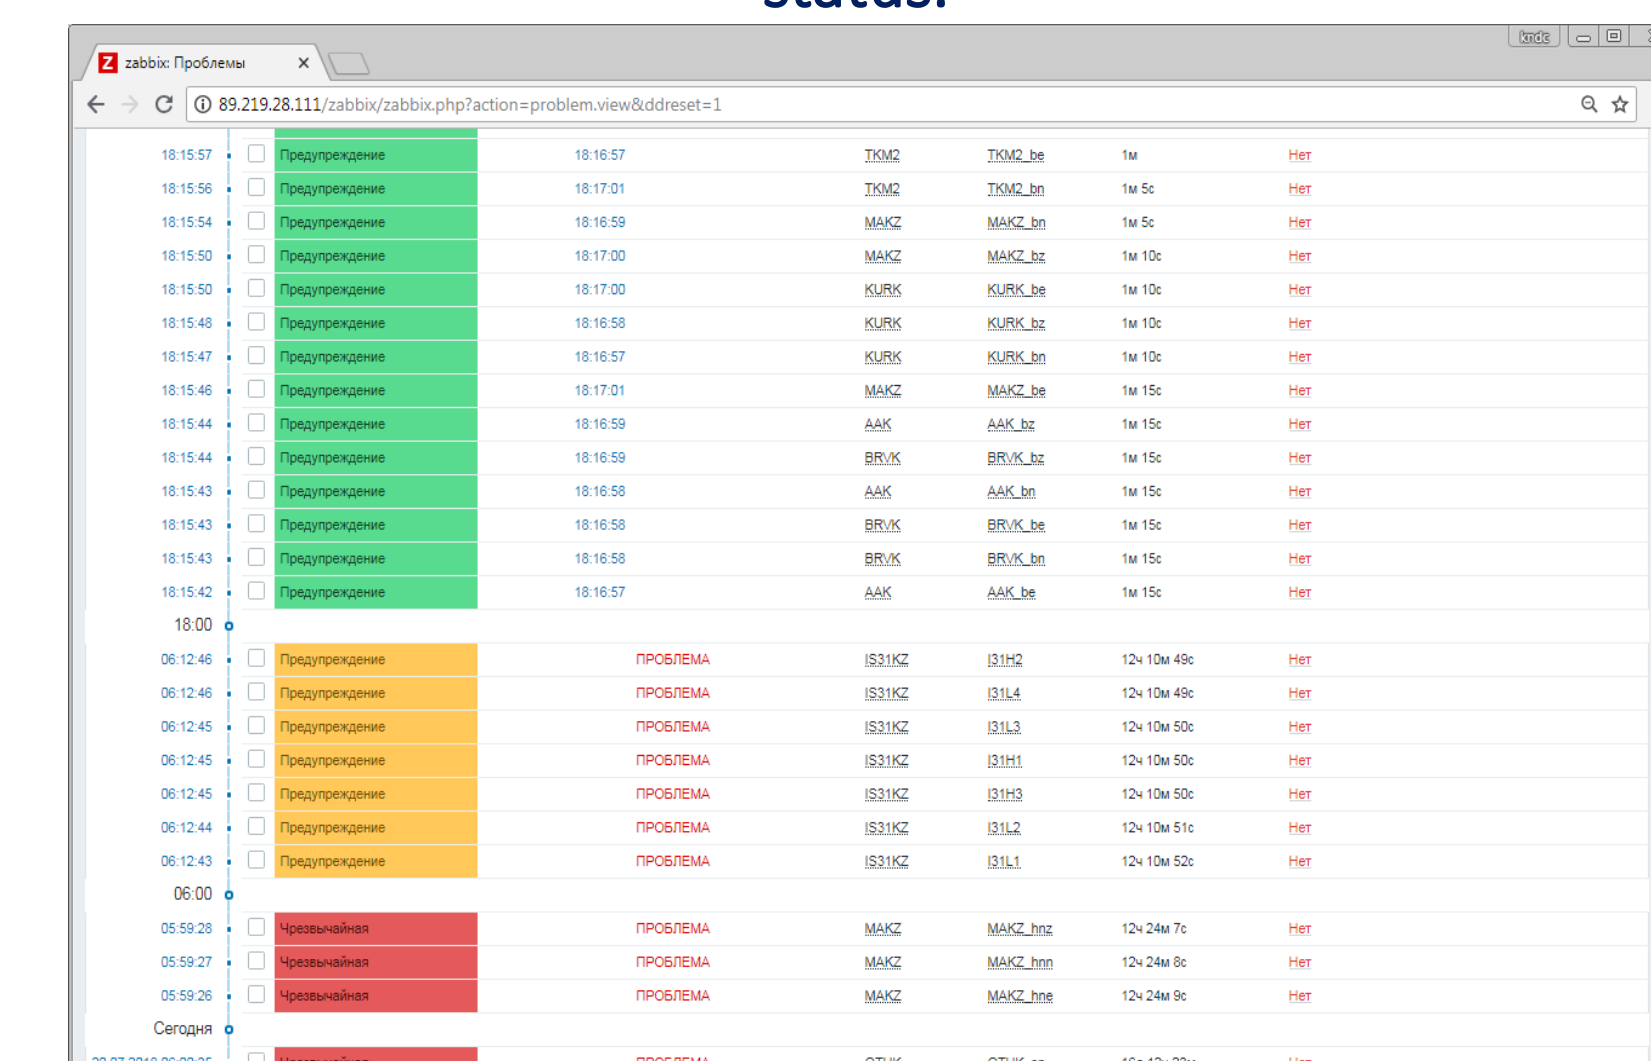 status.
kndc
zabbix: Проблемы
89.219.28.111/zabbix/zabbix.php?action=problem.view&ddreset=1
18:15:57 Предупреждение 18:16:57 TKM2 TKM2_be 1м Нет
18:15:56 Предупреждение 18:17:01 TKM2 TKM2_bn 1м 5с Нет
18:15:54 Предупреждение 18:16:59 MAKZ MAKZ_bn 1м 5с Нет
18:15:50 Предупреждение 18:17:00 MAKZ MAKZ_bz 1м 10с Нет
18:15:50 Предупреждение 18:17:00 KURK KURK_be 1м 10с Нет
18:15:48 Предупреждение 18:16:58 KURK KURK_bz 1м 10с Нет
18:15:47 Предупреждение 18:16:57 KURK KURK_bn 1м 10с Нет
18:15:46 Предупреждение 18:17:01 MAKZ MAKZ_be 1м 15с Нет
18:15:44 Предупреждение 18:16:59 AAK AAK_bz 1м 15с Нет
18:15:44 Предупреждение 18:16:59 BRVK BRVK_bz 1м 15с Нет
18:15:43 Предупреждение 18:16:58 AAK AAK_bn 1м 15с Нет
18:15:43 Предупреждение 18:16:58 BRVK BRVK_be 1м 15с Нет
18:15:43 Предупреждение 18:16:58 BRVK BRVK_bn 1м 15с Нет
18:15:42 Предупреждение 18:16:57 AAK AAK_be 1м 15с Нет
18:00
06:12:46 Предупреждение ПРОБЛЕМА IS31KZ I31H2 12ч 10м 49с Нет
06:12:46 Предупреждение ПРОБЛЕМА IS31KZ I31L4 12ч 10м 49с Нет
06:12:45 Предупреждение ПРОБЛЕМА IS31KZ I31L3 12ч 10м 50с Нет
06:12:45 Предупреждение ПРОБЛЕМА IS31KZ I31H1 12ч 10м 50с Нет
06:12:45 Предупреждение ПРОБЛЕМА IS31KZ I31H3 12ч 10м 50с Нет
06:12:44 Предупреждение ПРОБЛЕМА IS31KZ I31L2 12ч 10м 51с Нет
06:12:43 Предупреждение ПРОБЛЕМА IS31KZ I31L1 12ч 10м 52с Нет
06:00
05:59:28 Чрезвычайная ПРОБЛЕМА MAKZ MAKZ_hnz 12ч 24м 7с Нет
05:59:27 Чрезвычайная ПРОБЛЕМА MAKZ MAKZ_hnn 12ч 24м 8с Нет
05:59:26 Чрезвычайная ПРОБЛЕМА MAKZ MAKZ_hne 12ч 24м 9с Нет
Сегодня
Чрезвычайная ПРОБЛЕМА Нет